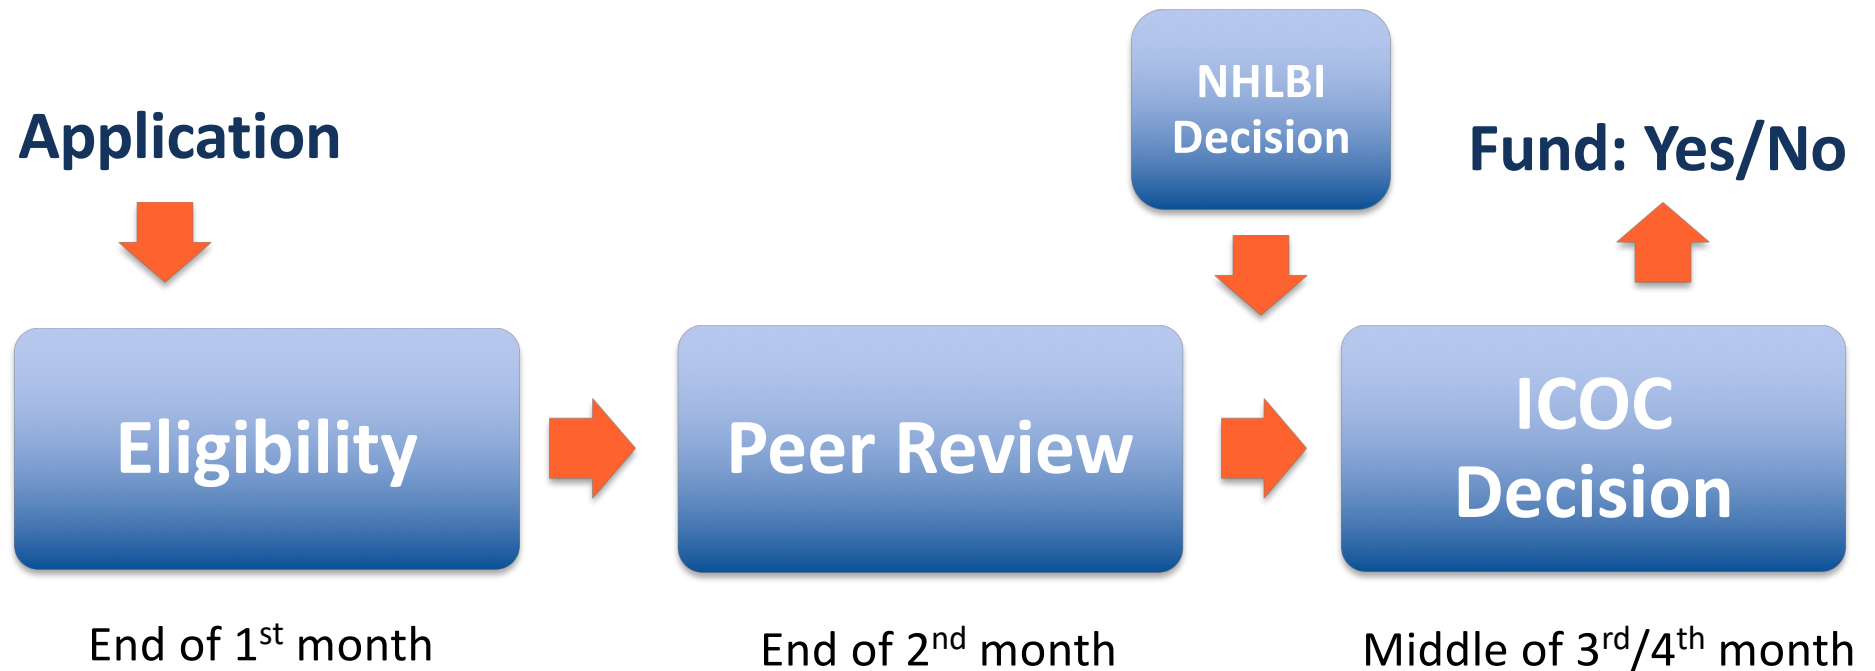 Application
NHLBI
Decision
Fund: Yes/No
Eligibility
Peer Review
ICOC
Decision
End of 1st month
End of 2nd month
Middle of 3rd/4th month